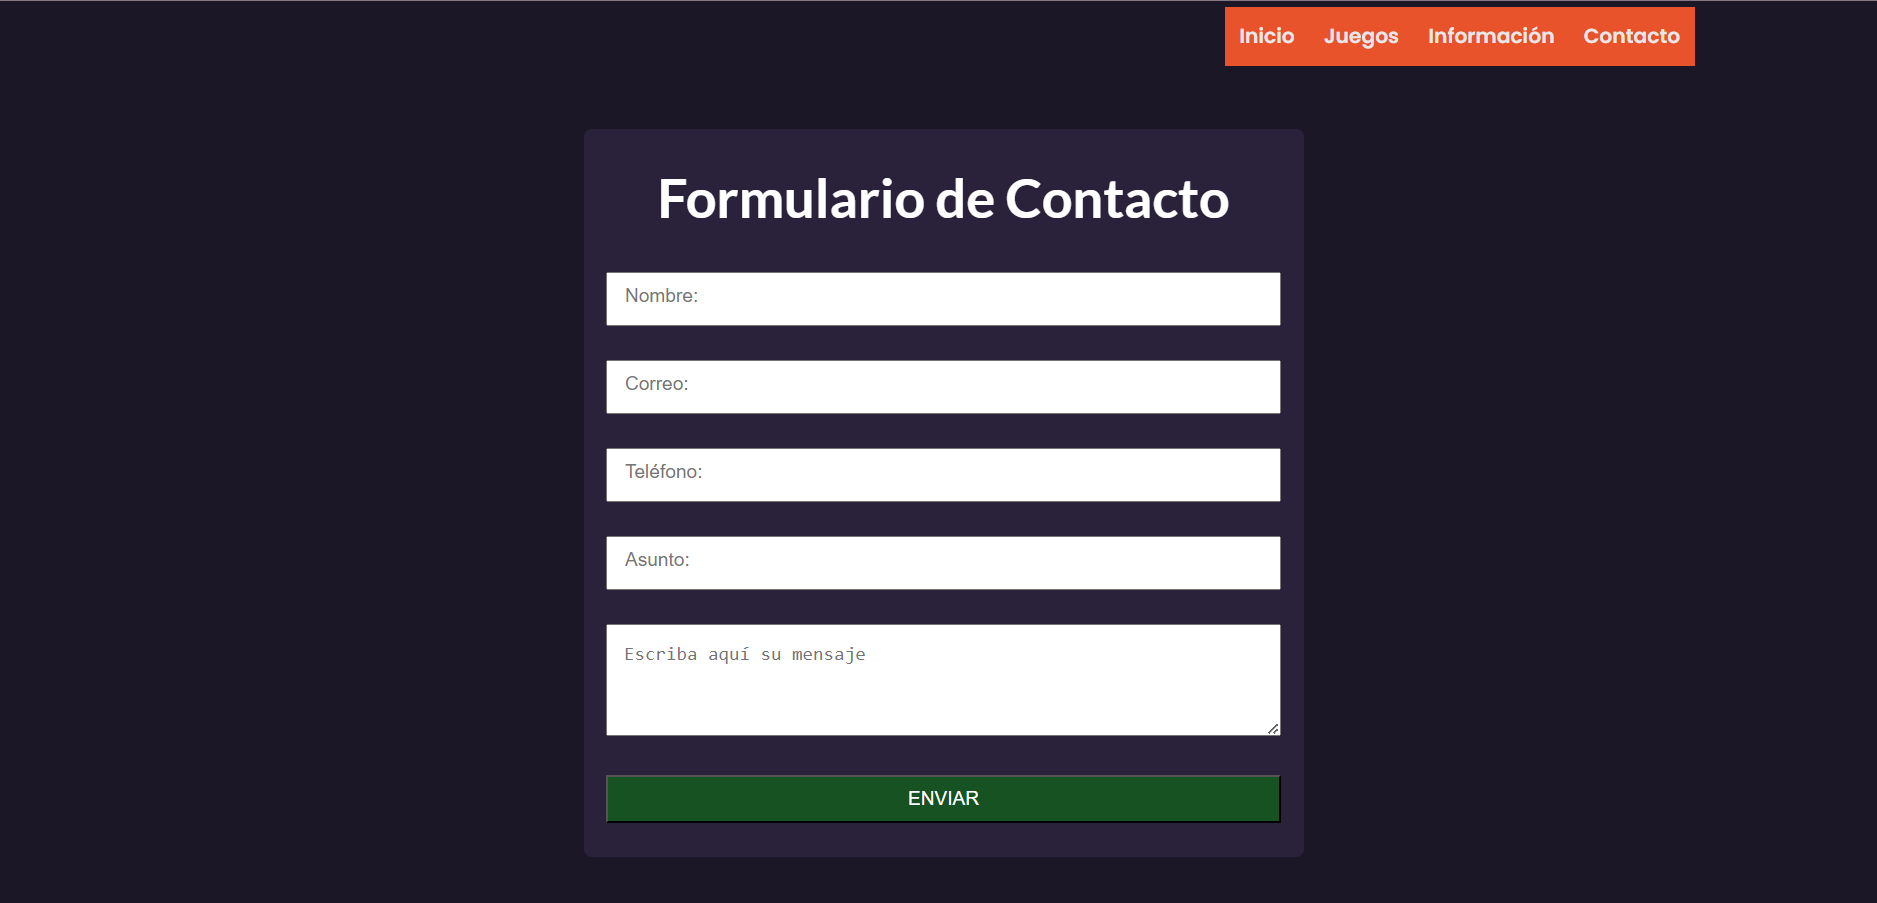 Inicio Juegos Información Contacto
Formulario de Contacto
Nombre:
Correo:
Teléfono:
Asunto:
Escriba aquí su mensaje
ENVIAR